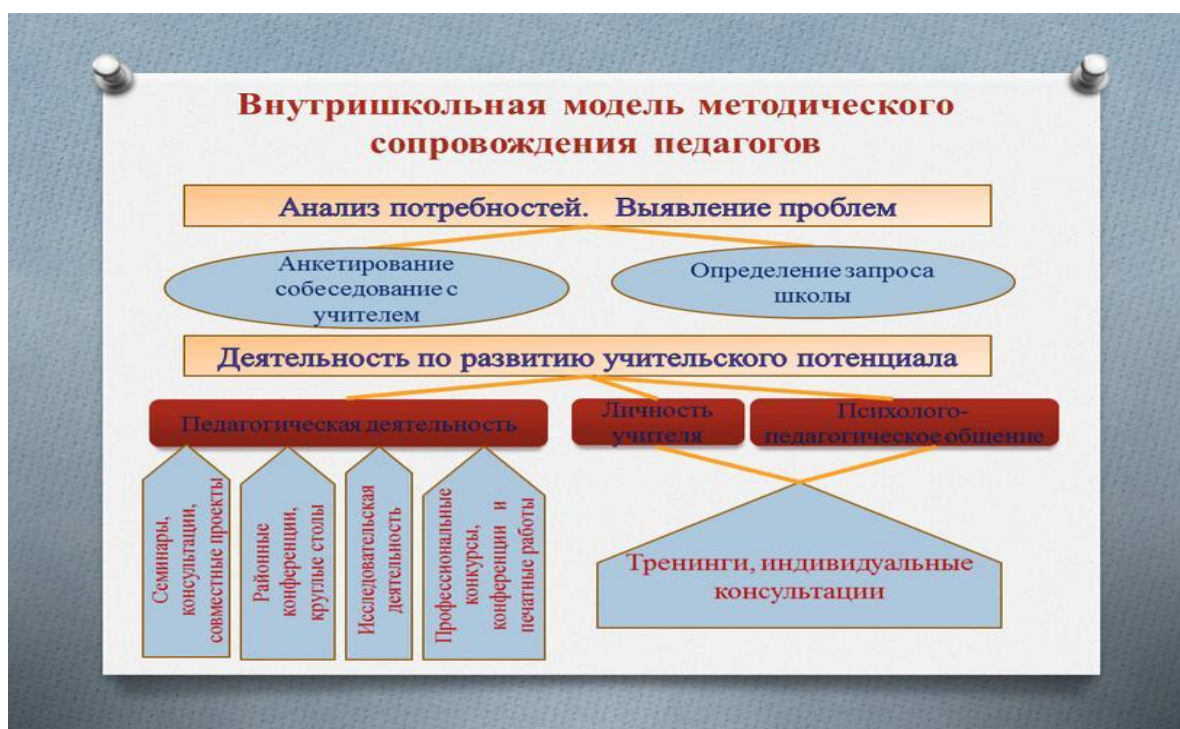 Внутришкольная модель методического
сопровождения педагогов
Анализ потребностей. Выявление проблем
Анкетирование
собеседование с
учителем
Определение запроса
школы
Деятельность по развитию учительского потенциала
Педагогическая деятельность
Личность
учителя
Психолого-
педагогическое общение
Семинары,
консультации,
совместные проекты
Районные
конференции,
круглые столы
Исследовательская
деятельность
Профессиональные
конкурсы,
конференции и
печатные работы
Тренинги, индивидуальные
консультации